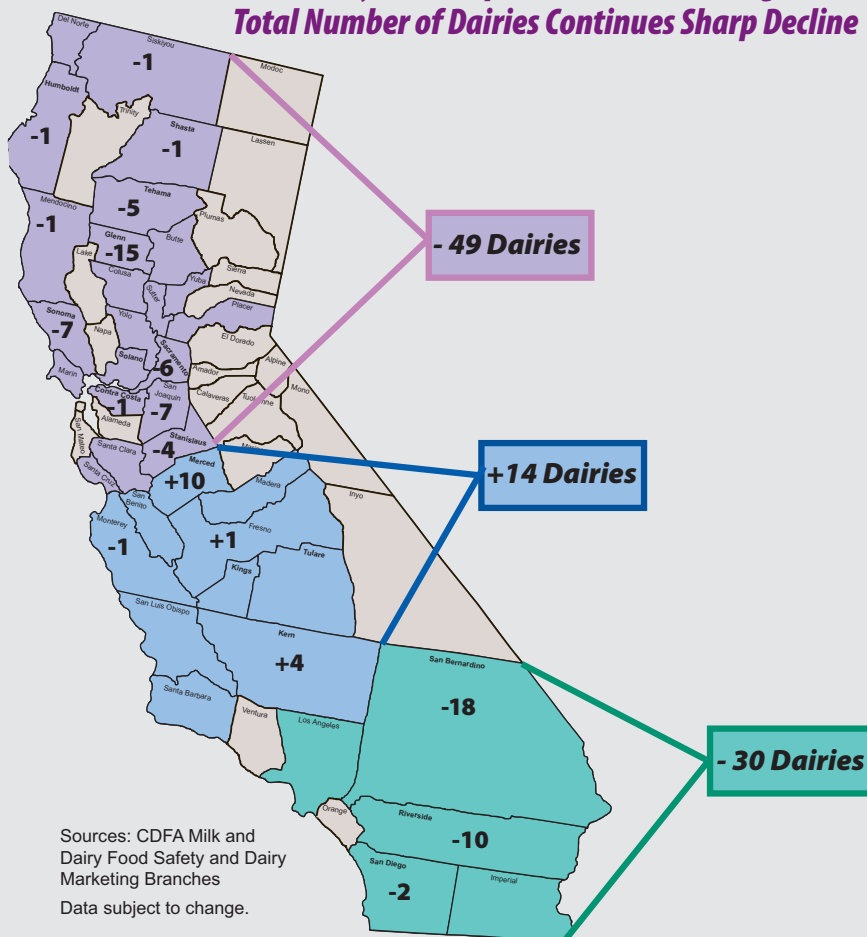 Total Number of Dairies Continues Sharp Decline
Del Norte
Siskiyou
-1
Modoc
Humboldt
-1
Trinity
Shasta
-1
Lassen
Tehama
-5
Plumas
Mendocino
-1
Glenn
-15
Butte
Lake
Colusa
Sierra
Nevada
Yuba
Sutter
Placer
Sonoma
-7
Napa
Yolo
El Dorado
Sacramento
-6
Solano
Marin
Amador
Alpine
Contra Costa
-1
San
Joaquin
-7
Calaveras
Tuolumne
Mono
Alameda
San Mateo
Stanislaus
-4
Santa Clara
Santa Cruz
Merced
+10
Madera
San
Benito
Monterey
-1
Fresno
+1
Inyo
Kings
Tulare
San Luis Obispo
Kern
+4
Santa Barbara
Ventura
Los Angeles
San Bernardino
-18
Orange
Riverside
-10
San Diego
-2
Imperial
- 49 Dairies
+14 Dairies
- 30 Dairies
Sources: CDFA Milk and
Dairy Food Safety and Dairy
Marketing Branches
Data subject to change.